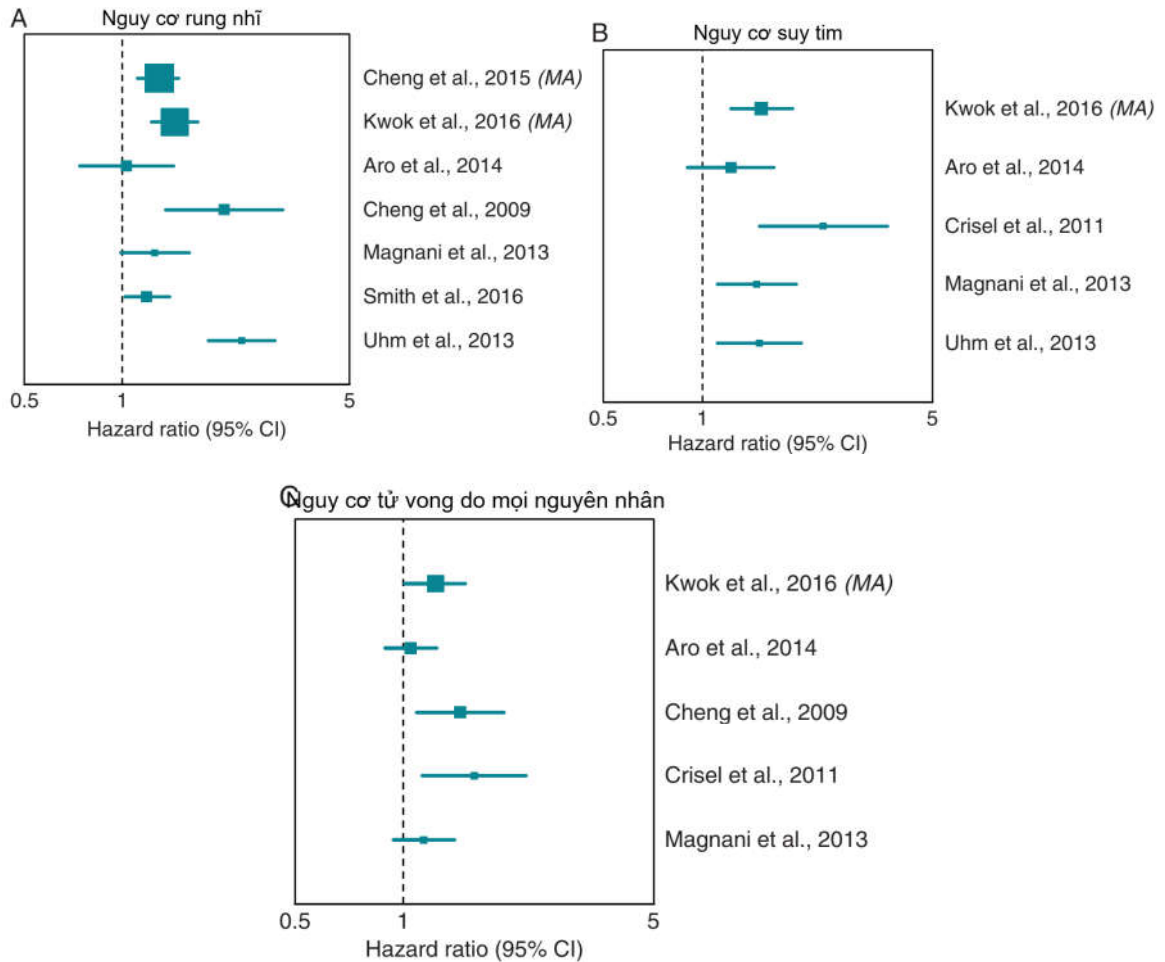 A
Nguy cơ rung nhĩ
Cheng et al., 2015 (MA)
Kwok et al., 2016 (MA)
Aro et al., 2014
Cheng et al., 2009
Magnani et al., 2013
Smith et al., 2016
Uhm et al., 2013
0.5 1 5
Hazard ratio (95% CI)
B
Nguy cơ suy tim
Kwok et al., 2016 (MA)
Aro et al., 2014
Crisel et al., 2011
Magnani et al., 2013
Uhm et al., 2013
0.5 1 5
Hazard ratio (95% CI)
C
Nguy cơ tử vong do mọi nguyên nhân
Kwok et al., 2016 (MA)
Aro et al., 2014
Cheng et al., 2009
Crisel et al., 2011
Magnani et al., 2013
0.5 1 5
Hazard ratio (95% CI)